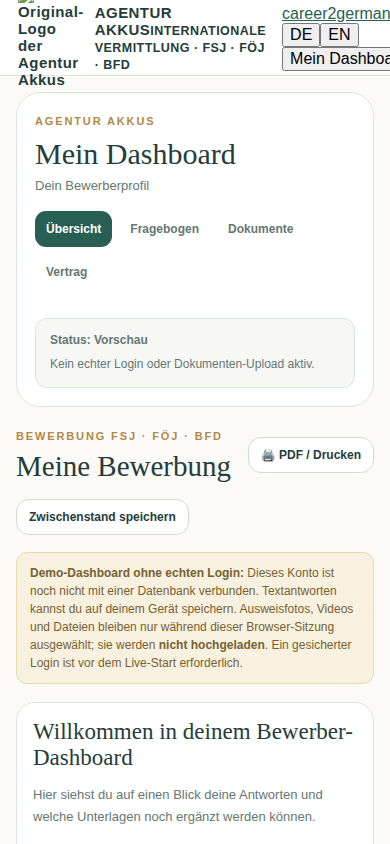 Original-
Logo
der
Agentur
Akkus
AGENTUR
AKKUSINTERNATIONALE
VERMITTLUNG · FSJ · FÖJ
· BFD
career2german
DE EN
Mein Dashboa
AGENTUR AKKUS
Mein Dashboard
Dein Bewerberprofil
Übersicht Fragebogen Dokumente
Vertrag
Status: Vorschau
Kein echter Login oder Dokumenten-Upload aktiv.
BEWERBUNG FSJ · FÖJ · BFD
Meine Bewerbung
🖨️ PDF / Drucken
Zwischenstand speichern
Demo-Dashboard ohne echten Login: Dieses Konto ist
noch nicht mit einer Datenbank verbunden. Textantworten
kannst du auf deinem Gerät speichern. Ausweisfotos, Videos
und Dateien bleiben nur während dieser Browser-Sitzung
ausgewählt; sie werden nicht hochgeladen. Ein gesicherter
Login ist vor dem Live-Start erforderlich.
Willkommen in deinem Bewerber-
Dashboard
Hier siehst du auf einen Blick deine Antworten und
welche Unterlagen noch ergänzt werden können.